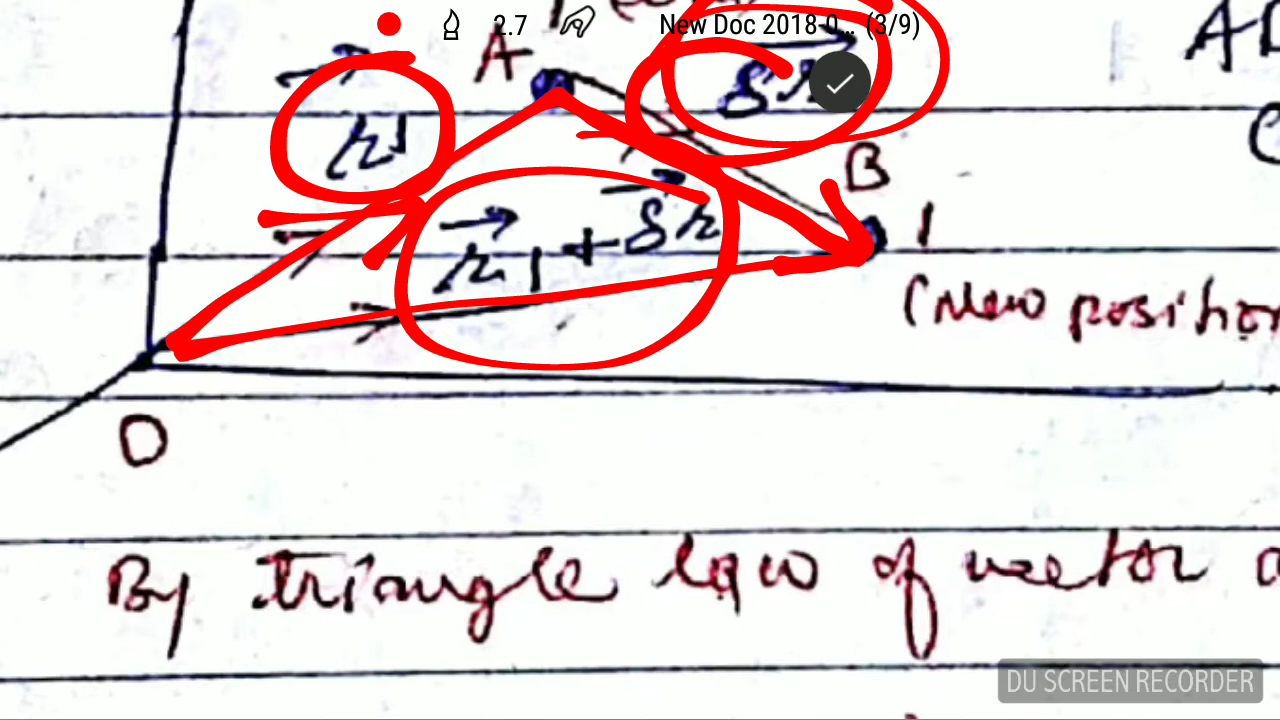 2.7 New Doc 2018-0... (3/9)
A
δr
r1
B
r1 + δr
1
(New position
O
By triangle law of vector a
DU SCREEN RECORDER